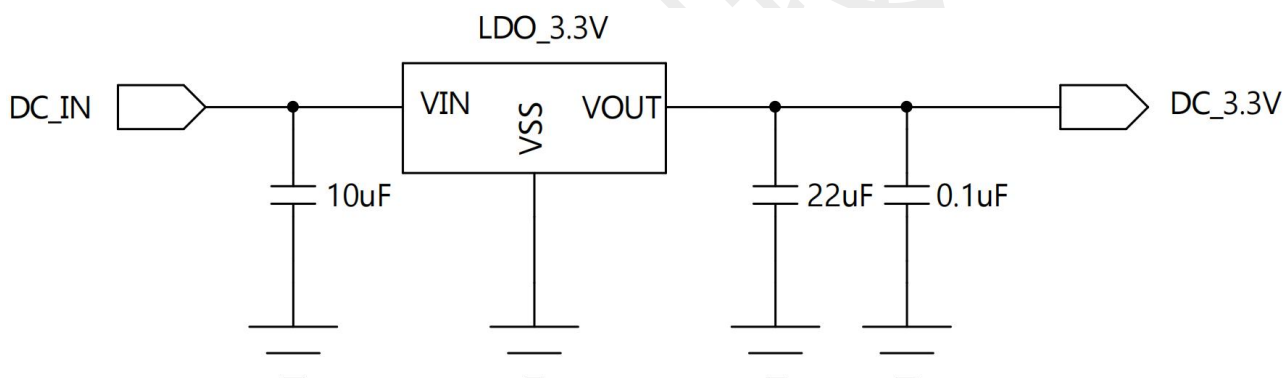 LDO_3.3V
DC_IN
VIN
VSS
VOUT
DC_3.3V
10uF
22uF
0.1uF